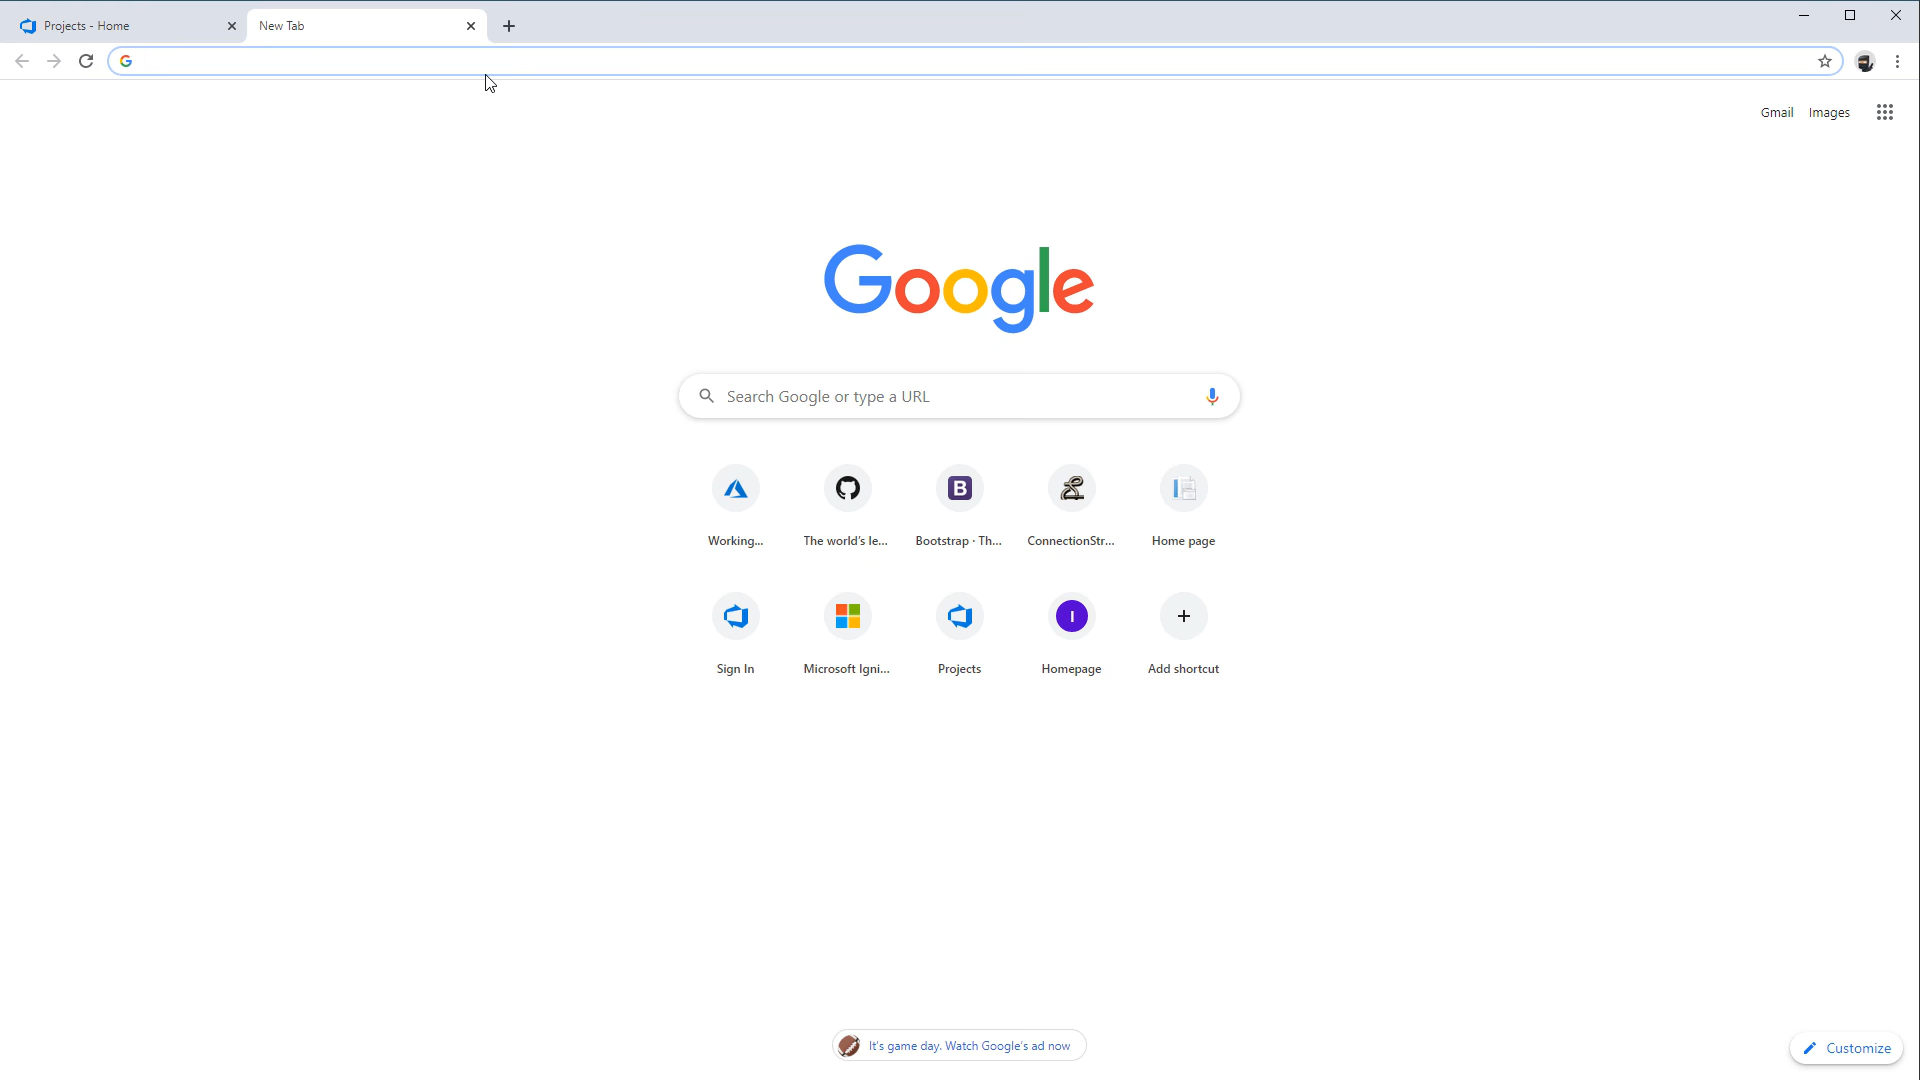 Projects - Home
New Tab
Gmail Images
Google
Search Google or type a URL
Working...
The world's le...
Bootstrap · Th...
ConnectionStr...
Home page
Sign In
Microsoft Igni...
Projects
Homepage
Add shortcut
It's game day. Watch Google's ad now
Customize